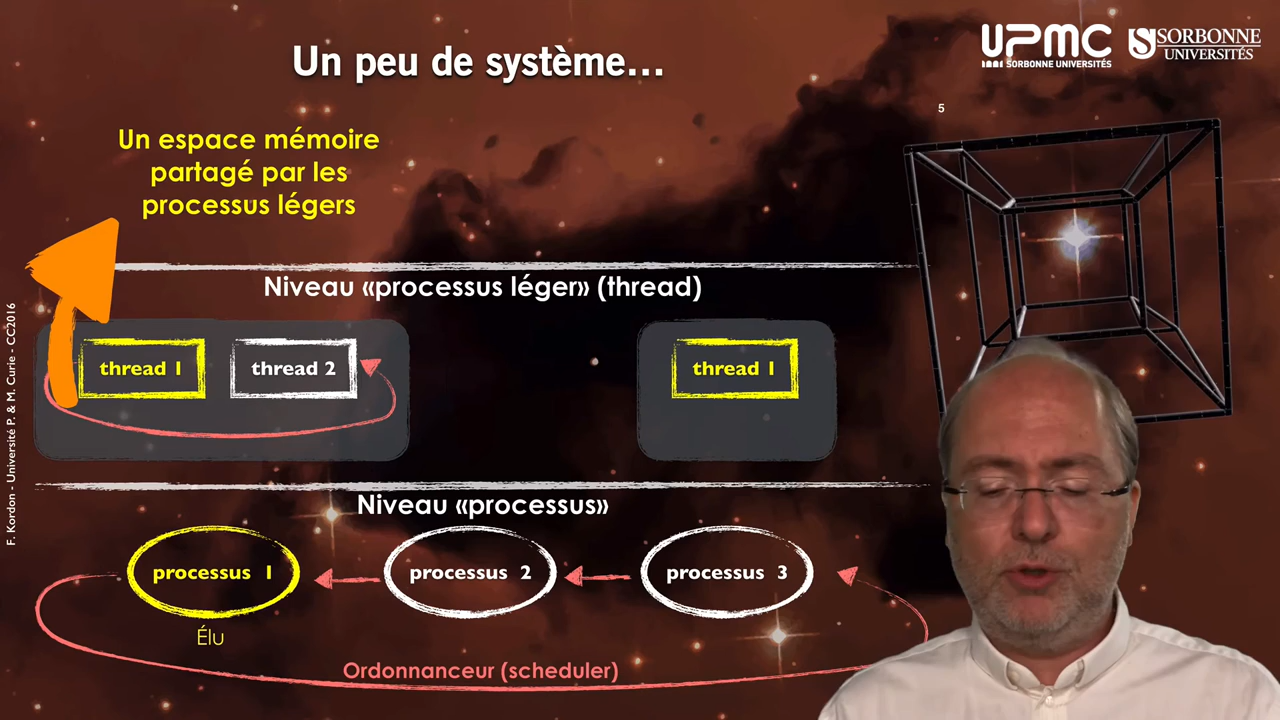 Un peu de système...
UPMC
SORBONNE UNIVERSITÉS
SORBONNE
UNIVERSITÉS
5
Un espace mémoire
partagé par les
processus légers
Niveau «processus léger» (thread)
thread 1
thread 2
thread 1
Niveau «processus»
processus 1
processus 2
processus 3
Élu
Ordonnanceur (scheduler)
F. Kordon - Université P. & M. Curie - CC2016